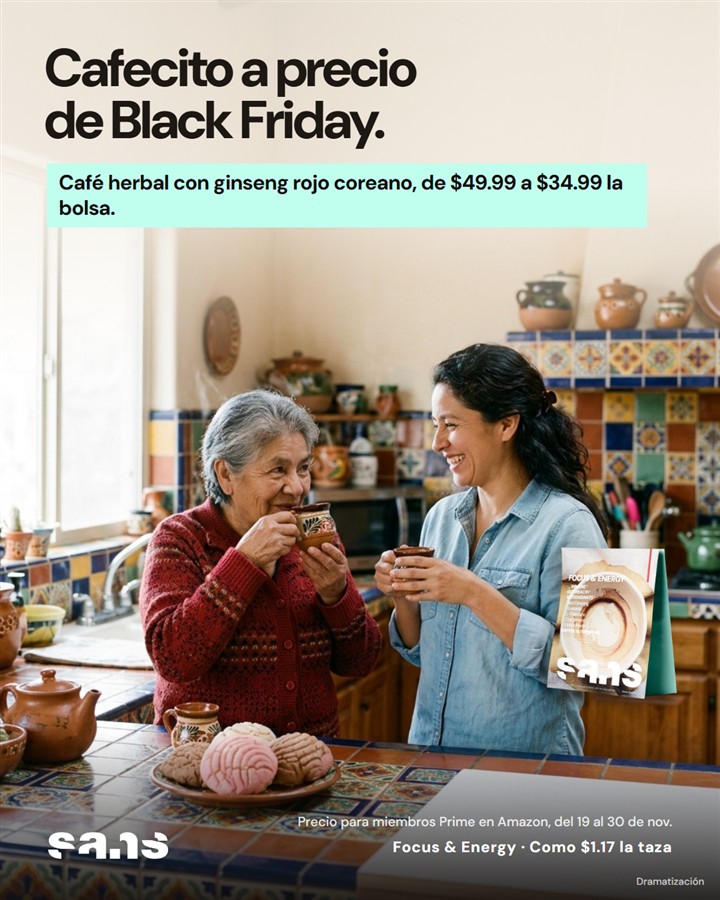 Cafecito a precio
de Black Friday.
Café herbal con ginseng rojo coreano, de $49.99 a $34.99 la
bolsa.
FOCUS & ENERGY
sans
Precio para miembros Prime en Amazon, del 19 al 30 de nov.
sans
Focus & Energy · Como $1.17 la taza
Dramatización